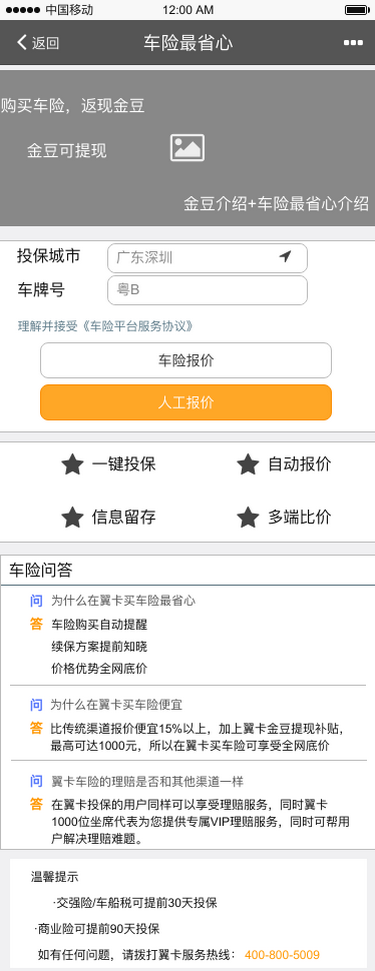 中国移动 12:00 AM
返回 车险最省心
购买车险，返现金豆
金豆可提现
金豆介绍+车险最省心介绍
投保城市 广东深圳
车牌号 粤B
理解并接受《车险平台服务协议》
车险报价
人工报价
一键投保 自动报价
信息留存 多端比价
车险问答
问 为什么在翼卡买车险最省心
答 车险购买自动提醒
续保方案提前知晓
价格优势全网底价
问 为什么在翼卡买车险便宜
答 比传统渠道报价便宜15%以上，加上翼卡金豆提现补贴，
最高可达1000元，所以在翼卡买车险可享受全网底价
问 翼卡车险的理赔是否和其他渠道一样
答 在翼卡投保的用户同样可以享受理赔服务，同时翼卡
1000位坐席代表为您提供专属VIP理赔服务，同时可帮用
户解决理赔难题。
温馨提示
·交强险/车船税可提前30天投保
·商业险可提前90天投保
如有任何问题，请拨打翼卡服务热线： 400-800-5009